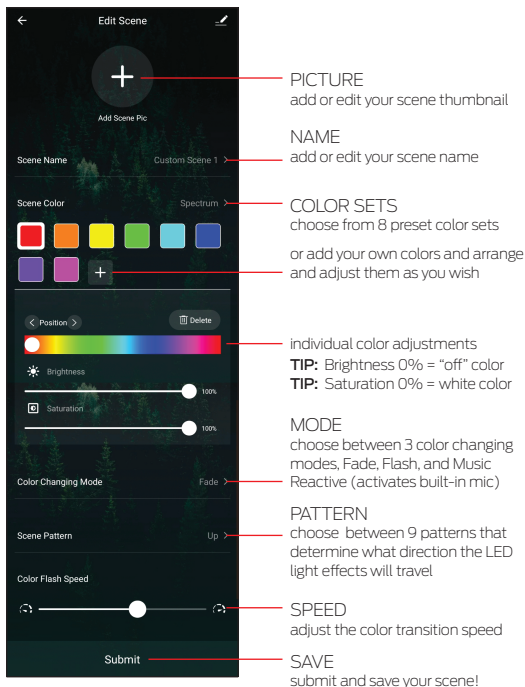 Edit Scene
Add Scene Pic
Scene Name
Custom Scene 1
Scene Color
Spectrum
Position
Delete
Brightness
100%
Saturation
100%
Color Changing Mode
Fade
Scene Pattern
Up
Color Flash Speed
Submit
PICTURE
add or edit your scene thumbnail
NAME
add or edit your scene name
COLOR SETS
choose from 8 preset color sets
or add your own colors and arrange
and adjust them as you wish
individual color adjustments
TIP: Brightness 0% = “off” color
TIP: Saturation 0% = white color
MODE
choose between 3 color changing
modes, Fade, Flash, and Music
Reactive (activates built-in mic)
PATTERN
choose between 9 patterns that
determine what direction the LED
light effects will travel
SPEED
adjust the color transition speed
SAVE
submit and save your scene!